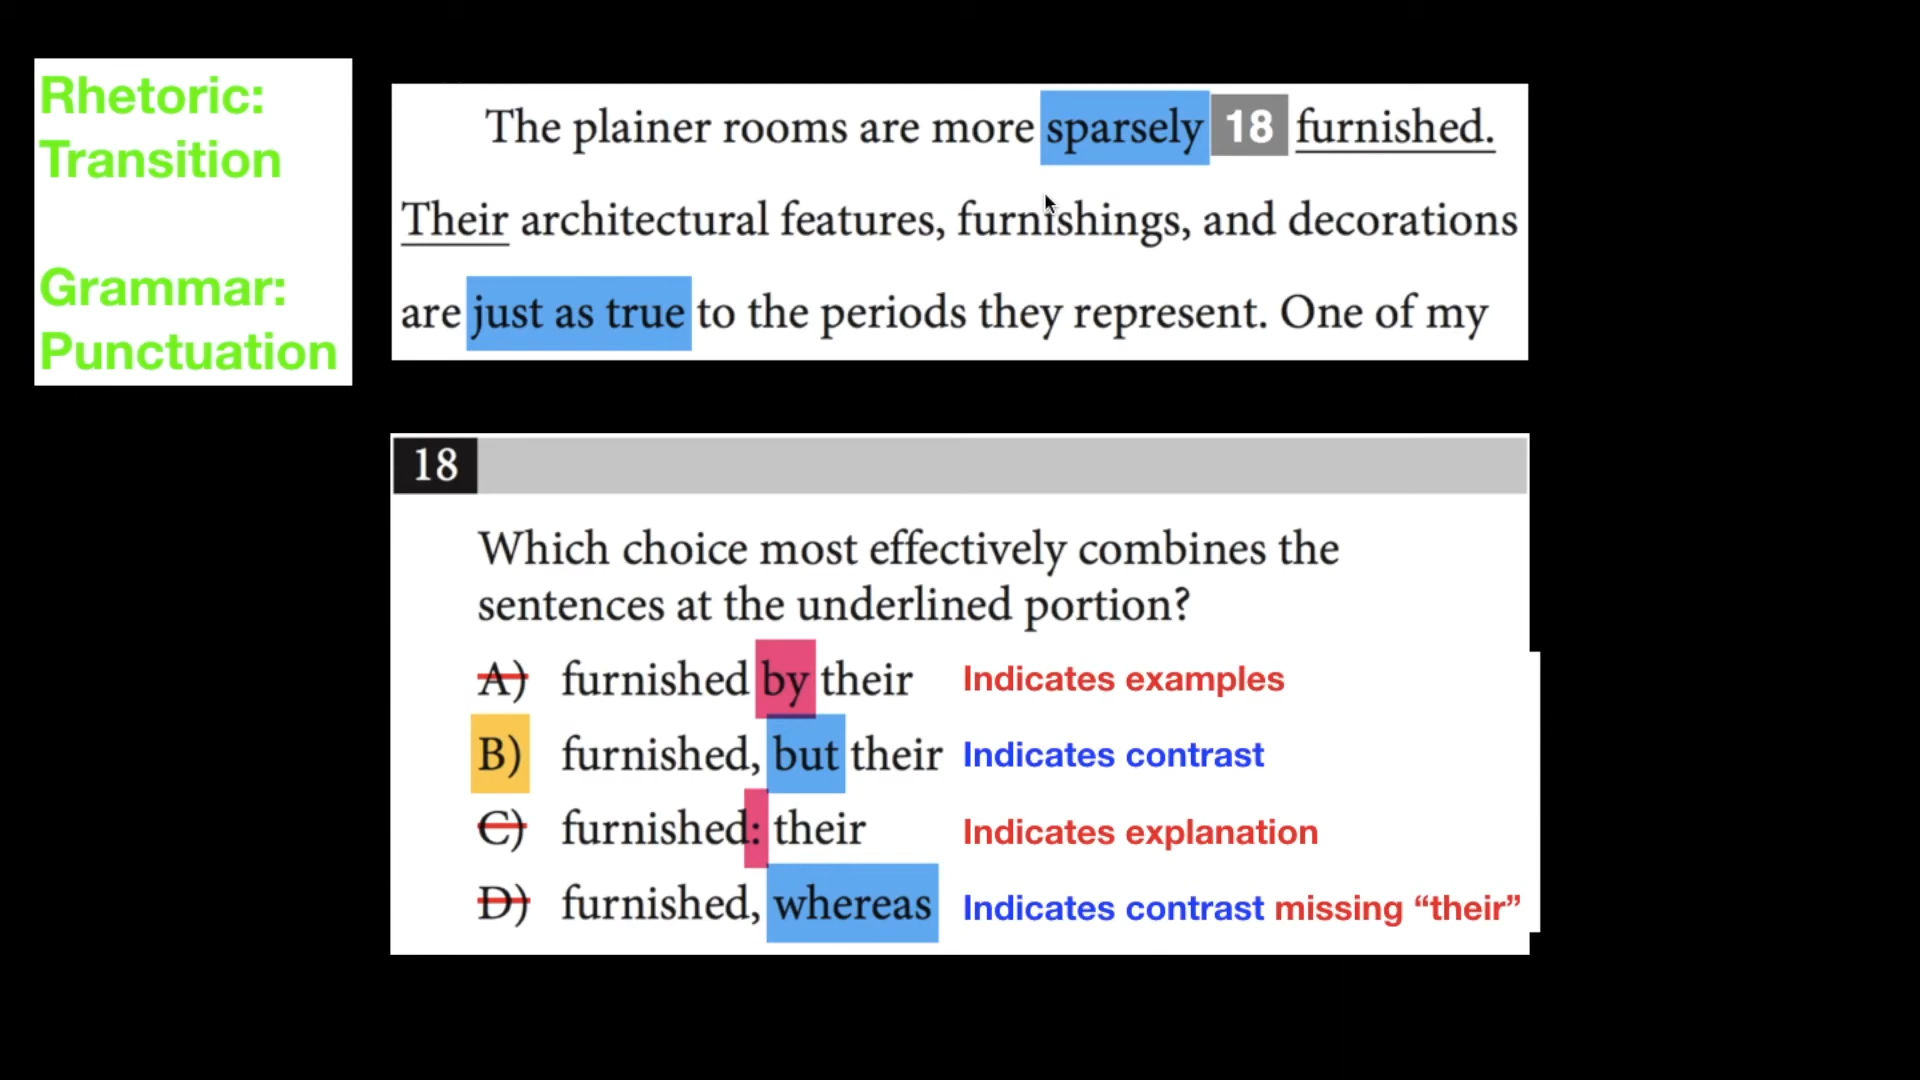 Rhetoric:
Transition
Grammar:
Punctuation
The plainer rooms are more sparsely 18 furnished.
Their architectural features, furnishings, and decorations
are just as true to the periods they represent. One of my
18
Which choice most effectively combines the
sentences at the underlined portion?
A) furnished by their Indicates examples
B) furnished, but their Indicates contrast
C) furnished: their Indicates explanation
D) furnished, whereas Indicates contrast missing “their”